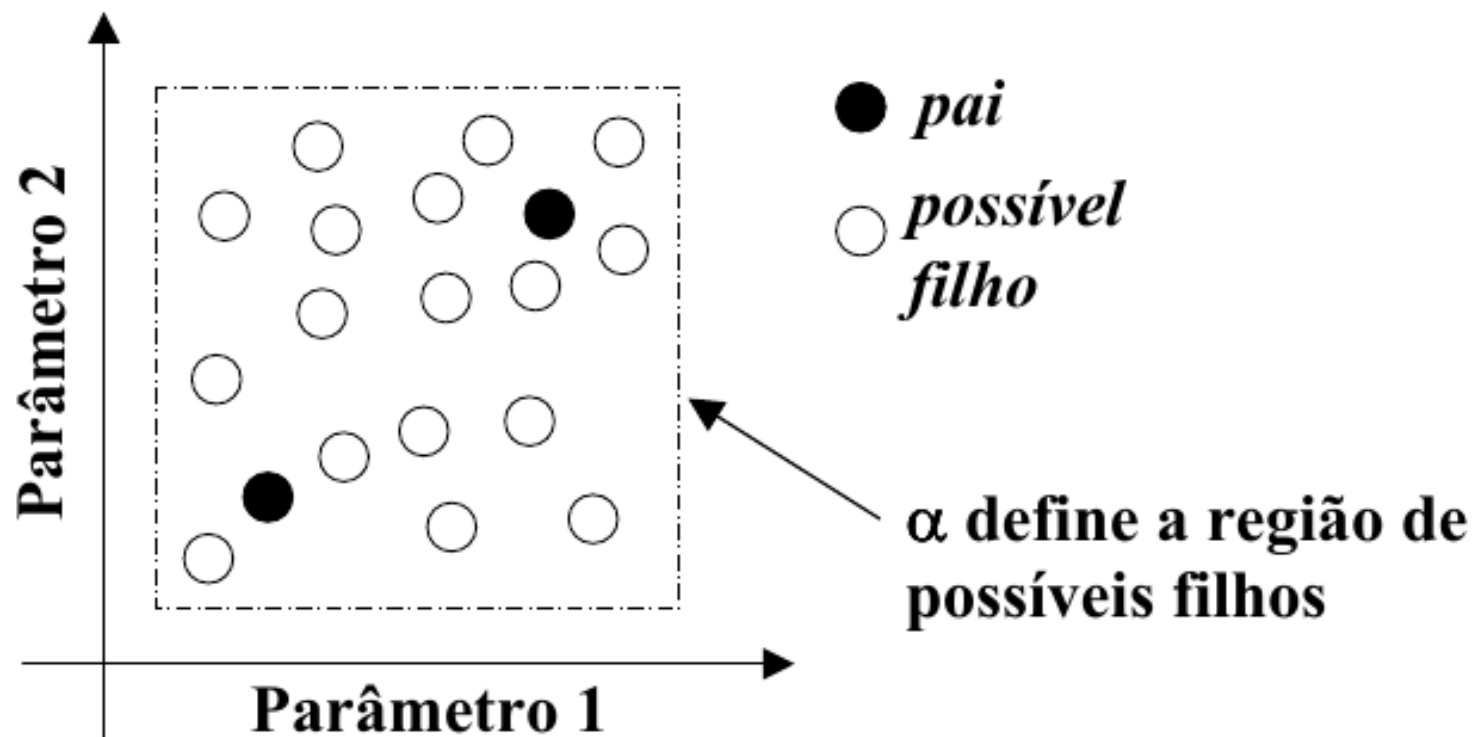 Parâmetro 2
pai
possível
filho
α define a região de
possíveis filhos
Parâmetro 1